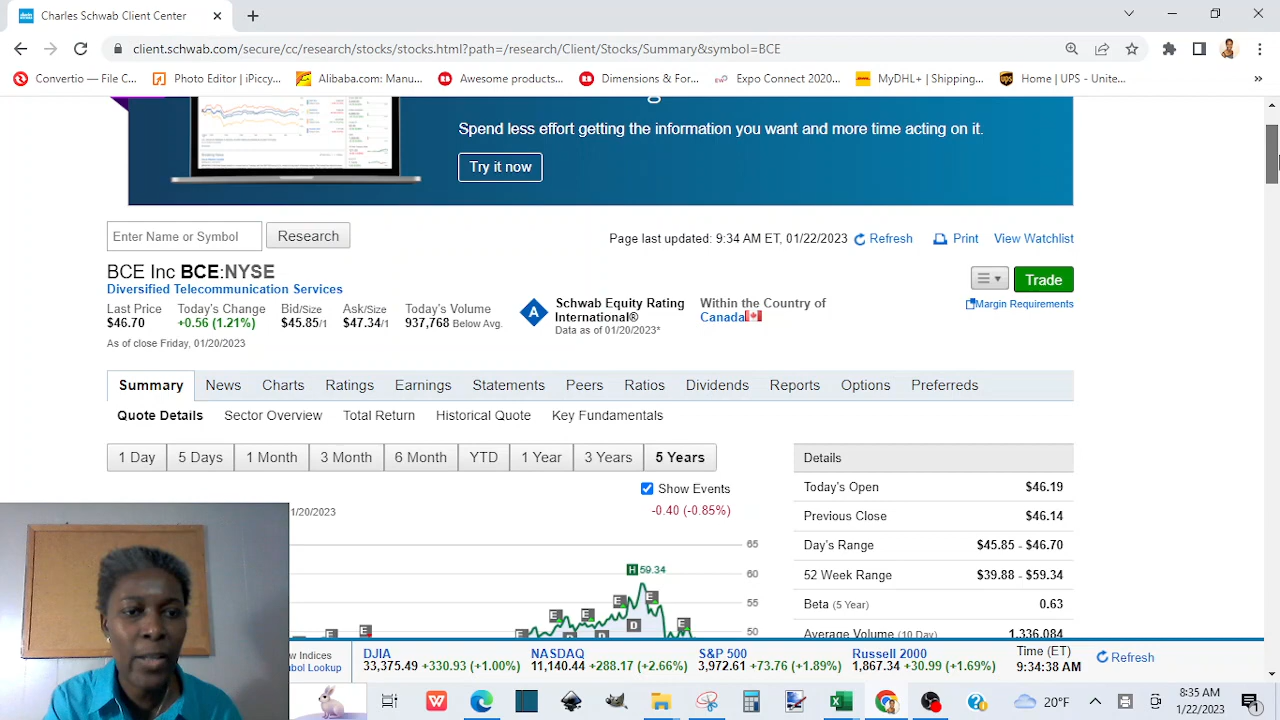 client.schwab.com/secure/cc/research/stocks/stocks.html?path=/research/Client/Stocks/Summary&symbol=BCE
Convertio — File C... Photo Editor | iPiccy... Alibaba.com: Manu... Awesome products... Dimensions & For... Expo Connect 2020... MyDHL+ | Shipping... Home | UPS - Unite... »
Spend less effort getting the information you want and more time acting on it.
Try it now
Enter Name or Symbol Research Page last updated: 9:34 AM ET, 01/22/2023 Refresh Print View Watchlist
BCE Inc BCE:NYSE
Trade
Diversified Telecommunication Services
Margin Requirements
Last Price Today's Change Bid/Size Ask/Size Today's Volume
$46.70 +0.56 (1.21%) $45.85/1 $47.34/1 937,768 Below Avg.
As of close Friday, 01/20/2023
A
Schwab Equity Rating
International®
Data as of 01/20/2023*
Within the Country of
Canada
Summary News Charts Ratings Earnings Statements Peers Ratios Dividends Reports Options Preferreds
Quote Details Sector Overview Total Return Historical Quote Key Fundamentals
1 Day 5 Days 1 Month 3 Month 6 Month YTD 1 Year 3 Years 5 Years
Show Events
1/20/2023 -0.40 (-0.85%)
65
H 59.34
60
55
50
E E E E E D E E
Details
Today's Open $46.19
Previous Close $46.14
Day's Range $45.85 - $46.70
52 Week Range $39.88 - $59.34
Beta (5 Year) 0.63
Average Volume (10 Day) 1,336,084
w Indices DJIA NASDAQ S&P 500 Russell 2000 Time (ET) Refresh
bol Lookup 33,375.49 +330.93 (+1.00%) 11,140.44 +288.17 (+2.66%) 3,972.61 +73.76 (+1.89%) 1,867.34 +30.99 (+1.69%) 9:34:38 AM
20°F
8:35 AM
1/22/2023
1